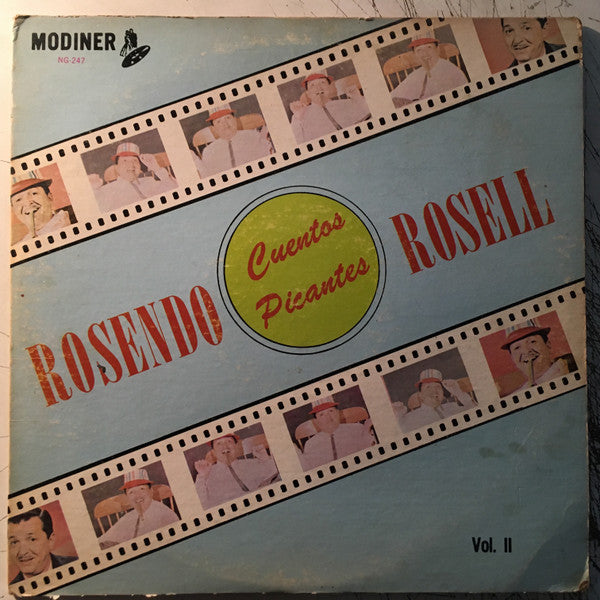 MODINER
NG-247
Cuentos
Picantes
ROSENDO ROSELL
Vol. II